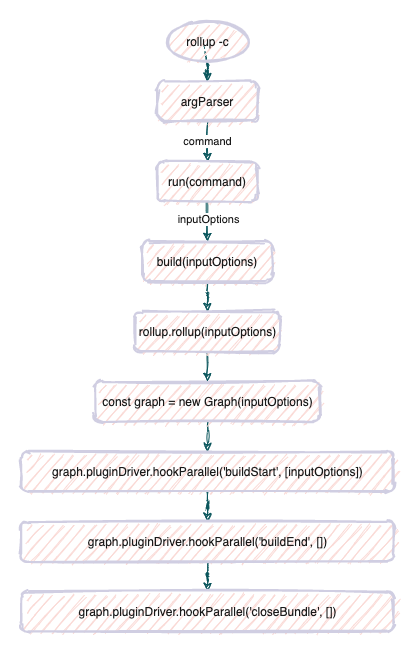 rollup -c
argParser
command
run(command)
inputOptions
build(inputOptions)
rollup.rollup(inputOptions)
const graph = new Graph(inputOptions)
graph.pluginDriver.hookParallel('buildStart', [inputOptions])
graph.pluginDriver.hookParallel('buildEnd', [])
graph.pluginDriver.hookParallel('closeBundle', [])